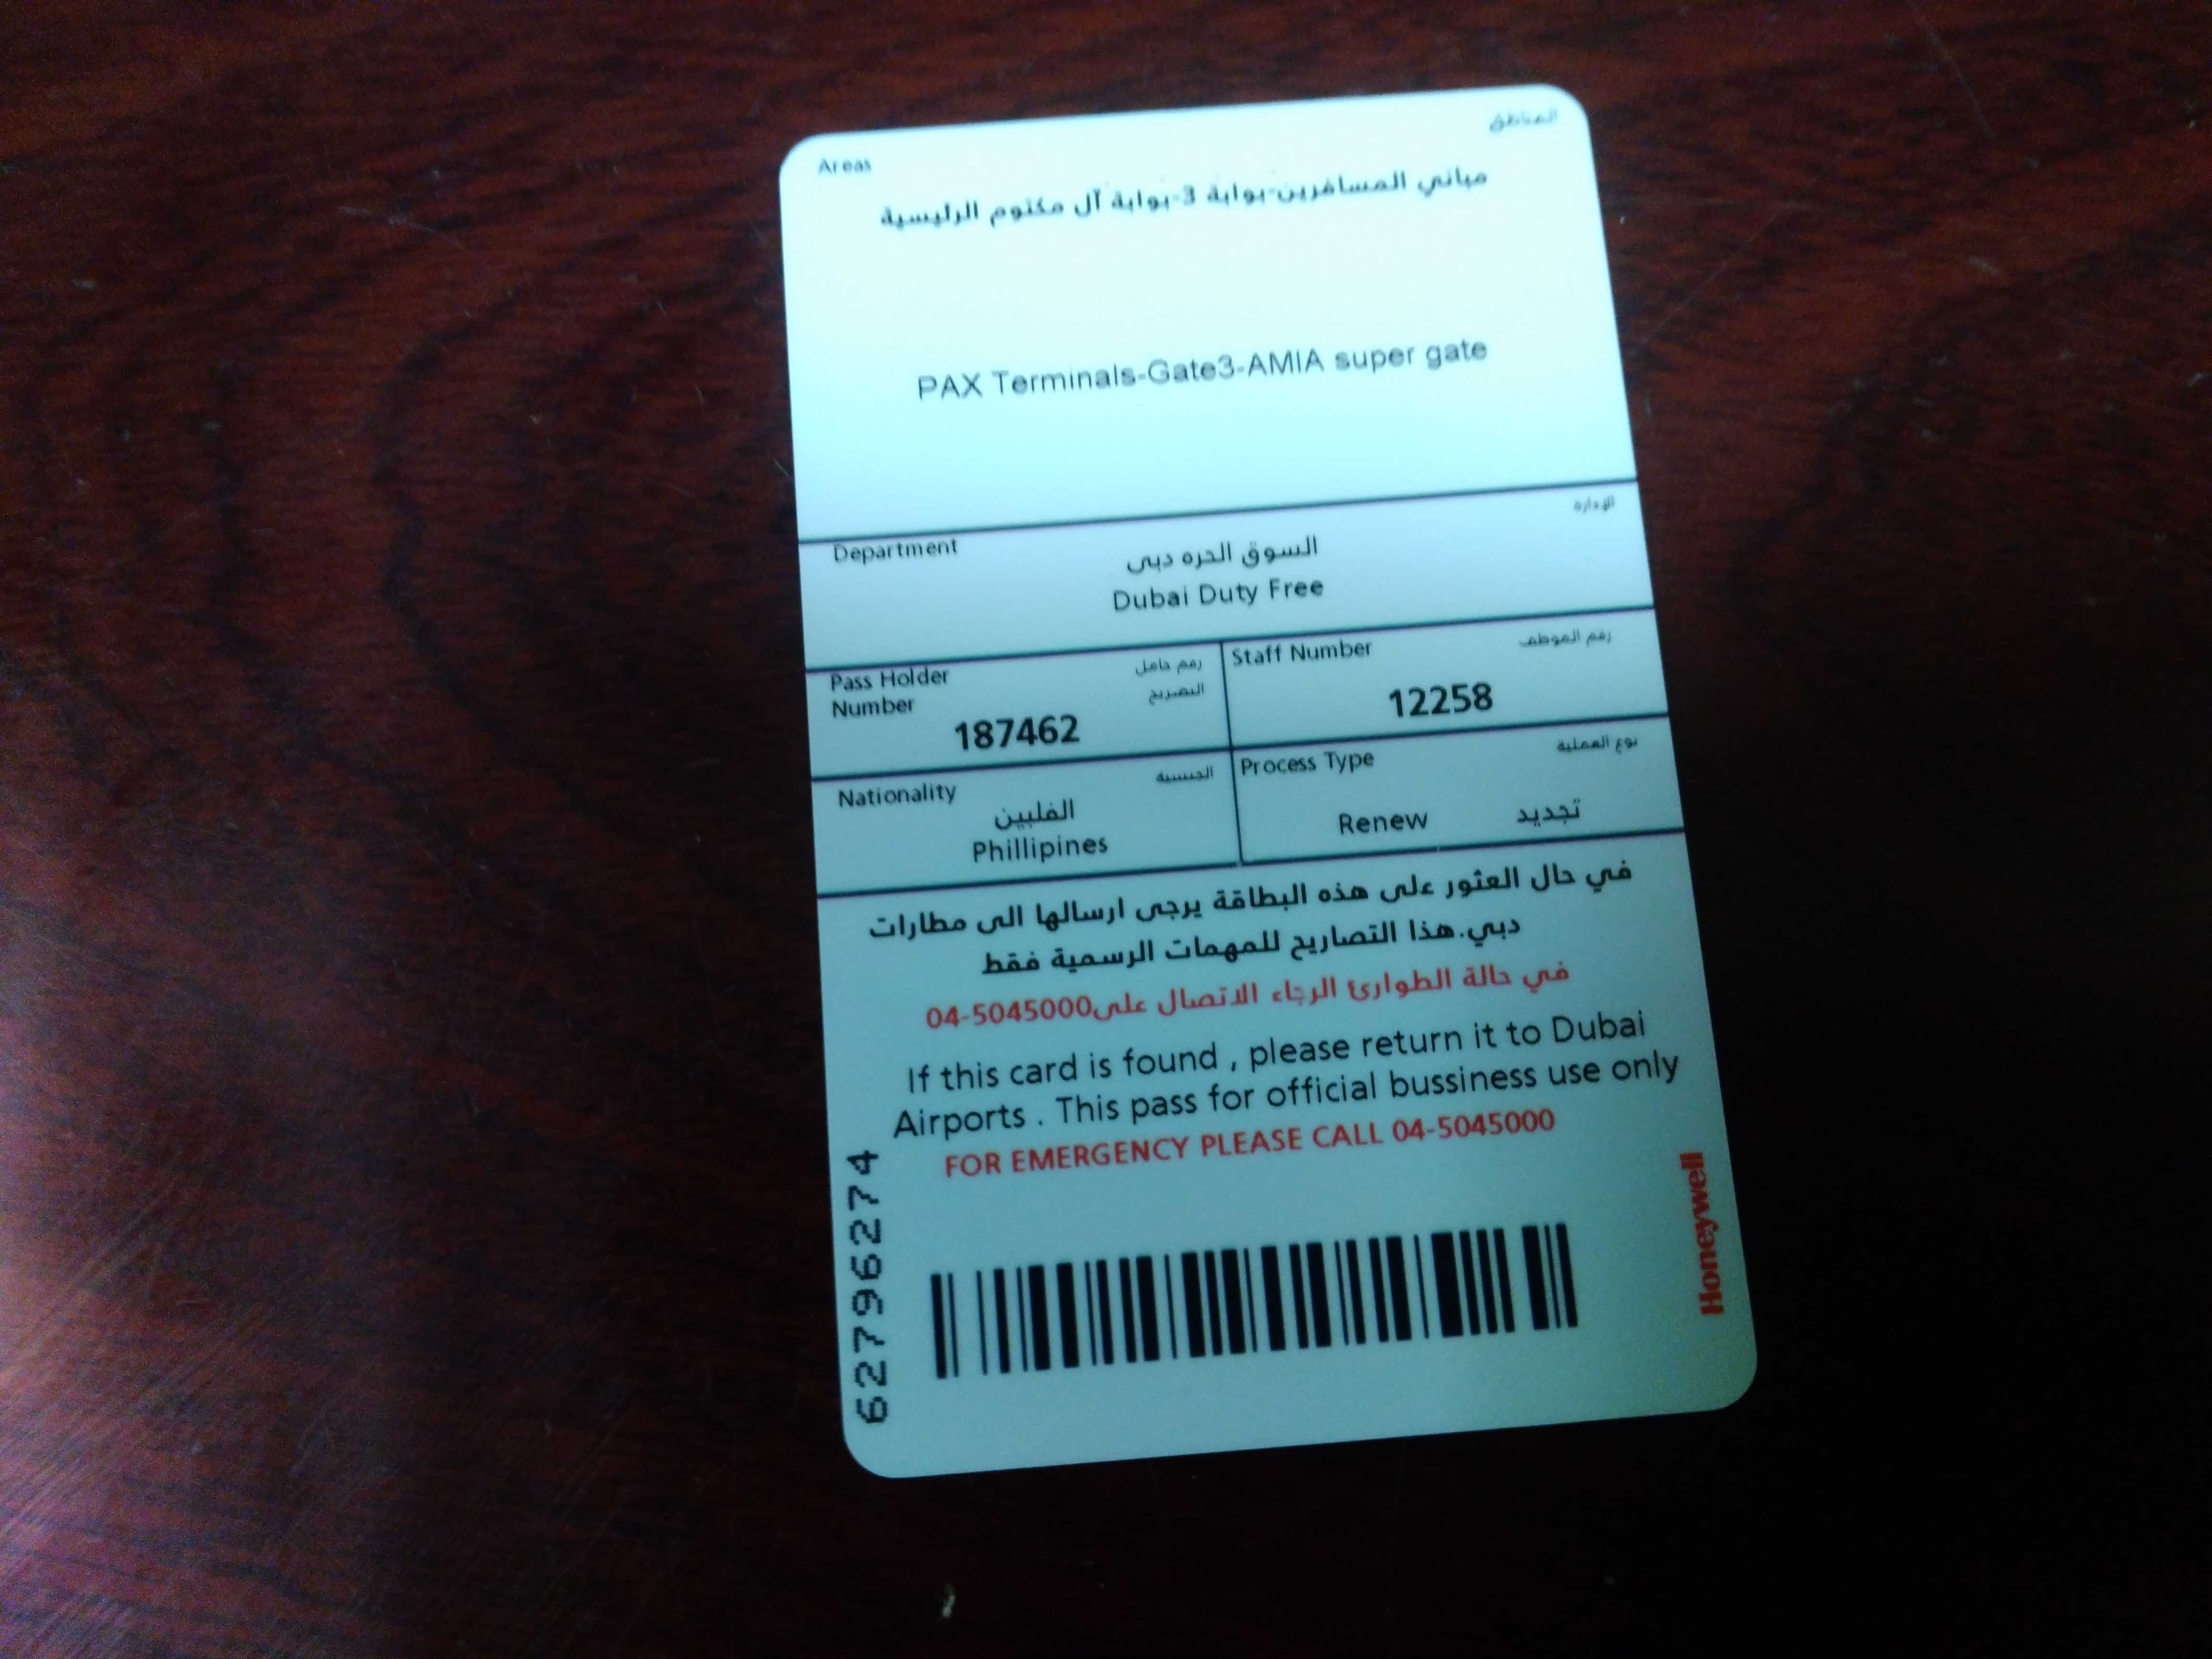 Areas المناطق
مباني المسافرين-بوابة 3-بوابة آل مكتوم الرئيسية
PAX Terminals-Gate3-AMIA super gate
Department الإدارة
السوق الحره دبى
Dubai Duty Free
Pass Holder رقم حامل
Number التصريح
187462
Staff Number رقم الموظف
12258
Nationality الجنسية
الفلبين
Phillipines
Process Type نوع العملية
Renew تجديد
في حال العثور على هذه البطاقة يرجى ارسالها الى مطارات
دبي.هذا التصاريح للمهمات الرسمية فقط
في حالة الطوارئ الرجاء الاتصال على04-5045000
If this card is found , please return it to Dubai
Airports . This pass for official bussiness use only
FOR EMERGENCY PLEASE CALL 04-5045000
62796274
Honeywell